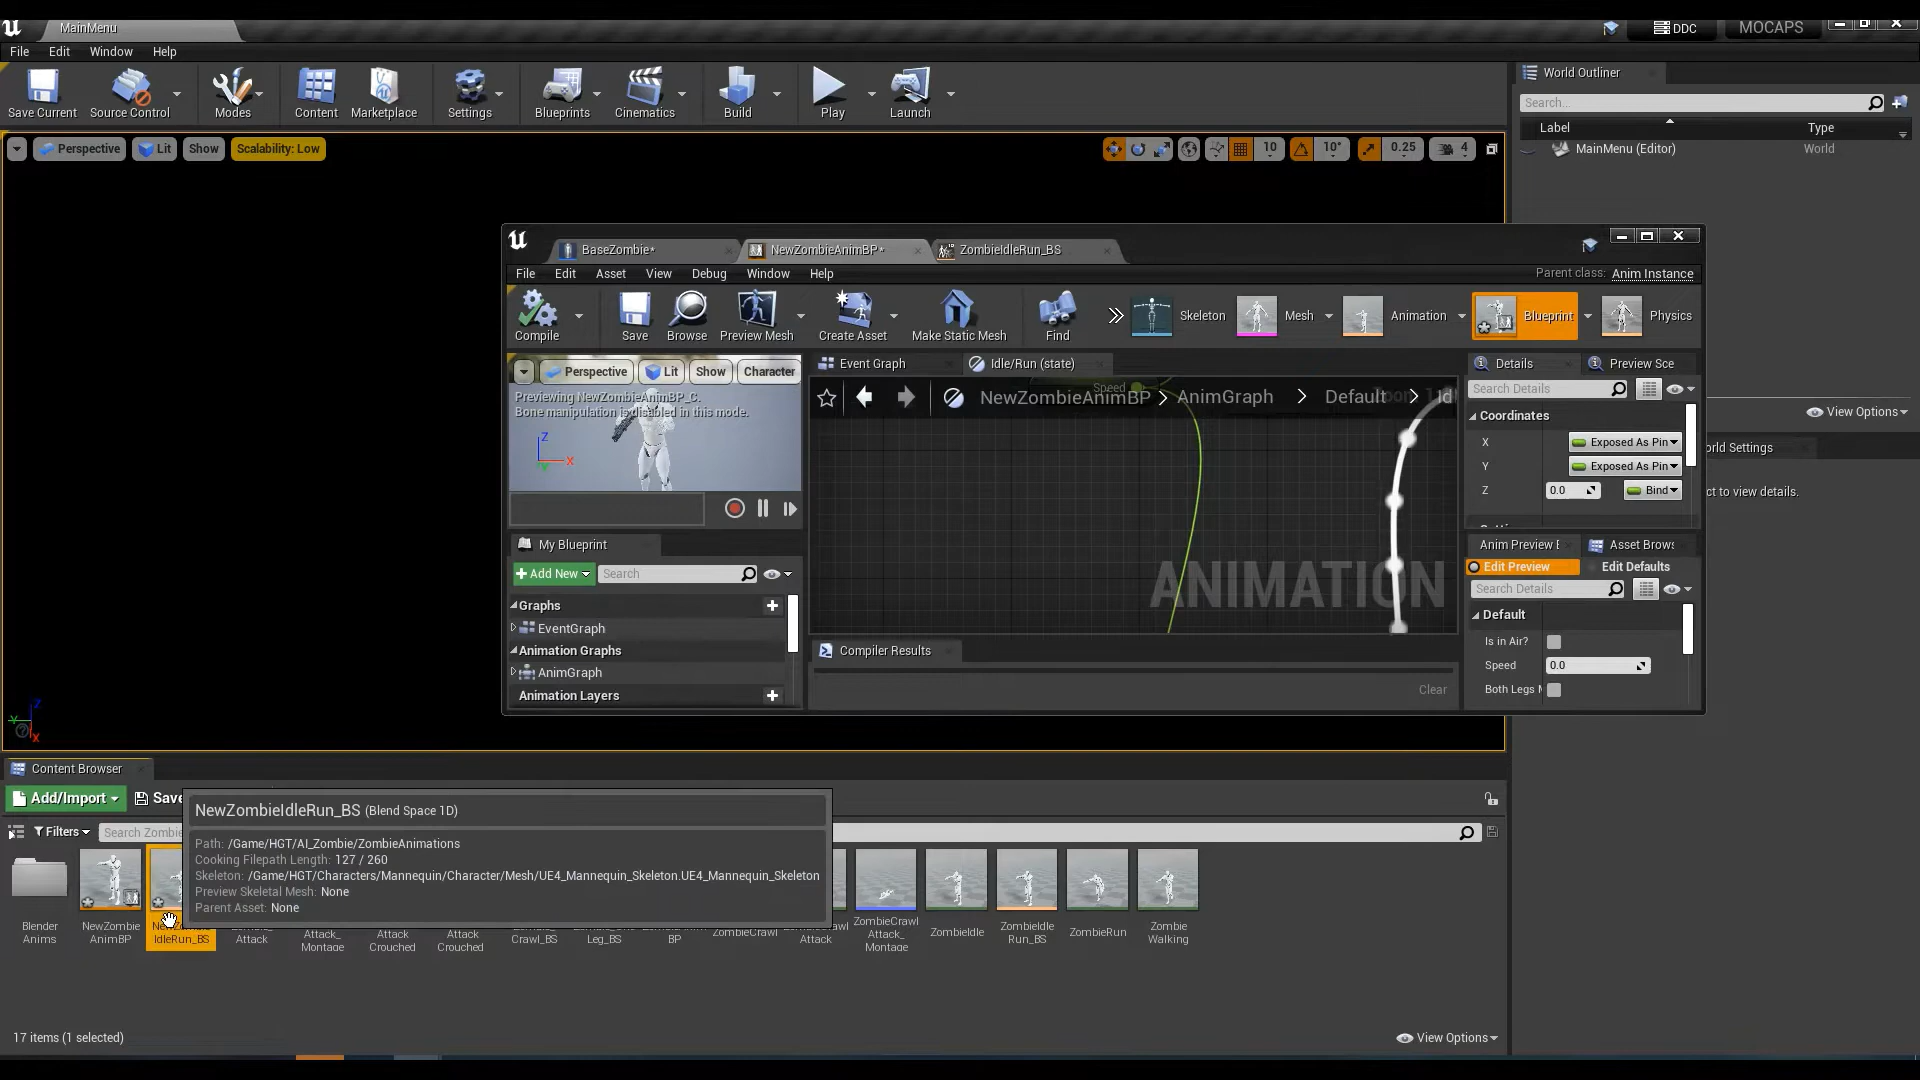 MainMenu
DDC
MOCAPS
File Edit Window Help
Save Current Source Control Modes Content Marketplace Settings Blueprints Cinematics Build Play Launch
World Outliner
Search...
Label Type
MainMenu (Editor) World
Perspective Lit Show Scalability: Low
10 10° 0.25 4
BaseZombie* NewZombieAnimBP* ZombieIdleRun_BS
File Edit Asset View Debug Window Help
Parent class: Anim Instance
Compile Save Browse Preview Mesh Create Asset Make Static Mesh Find
Skeleton Mesh Animation Blueprint Physics
Perspective Lit Show Character
Previewing NewZombieAnimBP_C.
Bone manipulation is disabled in this mode.
Z
X
Event Graph Idle/Run (state)
Speed
NewZombieAnimBP > AnimGraph > Default > Id
ANIMATION
Compiler Results
Clear
My Blueprint
Add New Search
Graphs
EventGraph
Animation Graphs
AnimGraph
Animation Layers
Details Preview Sce
Search Details
Coordinates
X Exposed As Pin
Y Exposed As Pin
Z 0.0 Bind
Anim Preview E Asset Brows
Edit Preview Edit Defaults
Search Details
Default
Is in Air?
Speed 0.0
Both Legs
View Options
orld Settings
ct to view details.
Z
Y
X
Content Browser
Add/Import Save
Filters Search Zombie
NewZombieIdleRun_BS (Blend Space 1D)
Path: /Game/HGT/AI_Zombie/ZombieAnimations
Cooking Filepath Length: 127 / 260
Skeleton: /Game/HGT/Characters/Mannequin/Character/Mesh/UE4_Mannequin_Skeleton.UE4_Mannequin_Skeleton
Preview Skeletal Mesh: None
Parent Asset: None
Blender Anims
NewZombie AnimBP
IdleRun_BS
Attack
Attack_ Montage
Attack Crouched
Attack Crouched
Crawl_BS
Leg_BS
BP
ZombieCrawl
Attack
ZombieCrawl Attack_ Montage
ZombieIdle
ZombieIdle Run_BS
ZombieRun
Zombie Walking
17 items (1 selected)
View Options